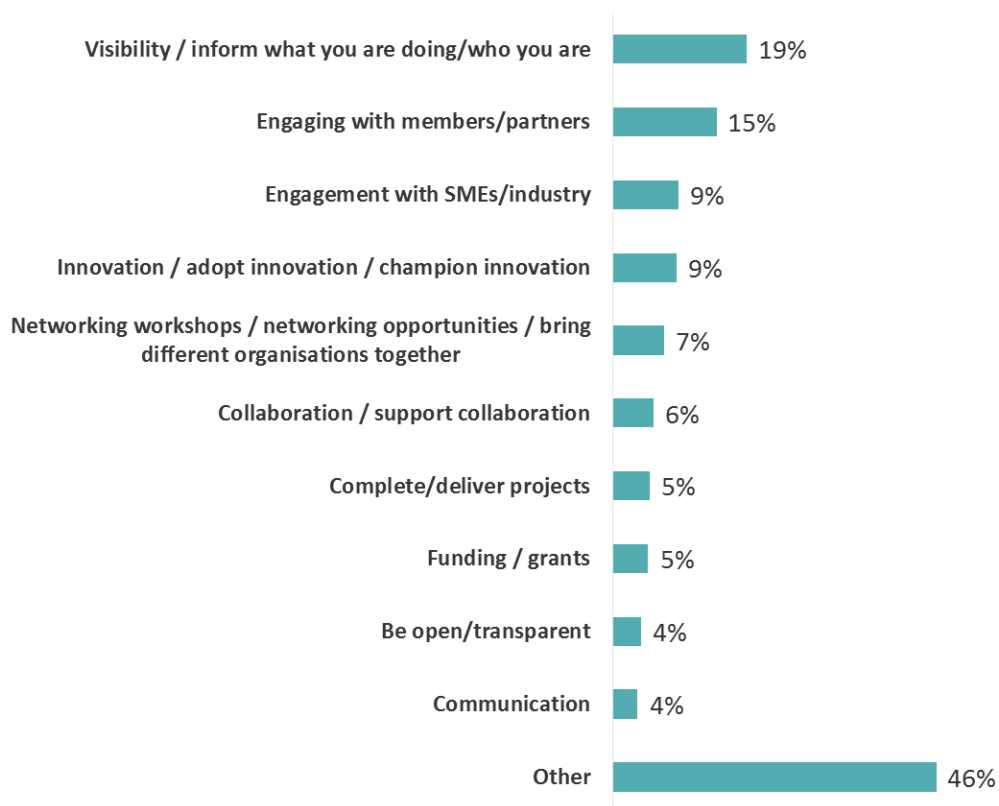 Visibility / inform what you are doing/who you are 19%
Engaging with members/partners 15%
Engagement with SMEs/industry 9%
Innovation / adopt innovation / champion innovation 9%
Networking workshops / networking opportunities / bring
different organisations together 7%
Collaboration / support collaboration 6%
Complete/deliver projects 5%
Funding / grants 5%
Be open/transparent 4%
Communication 4%
Other 46%